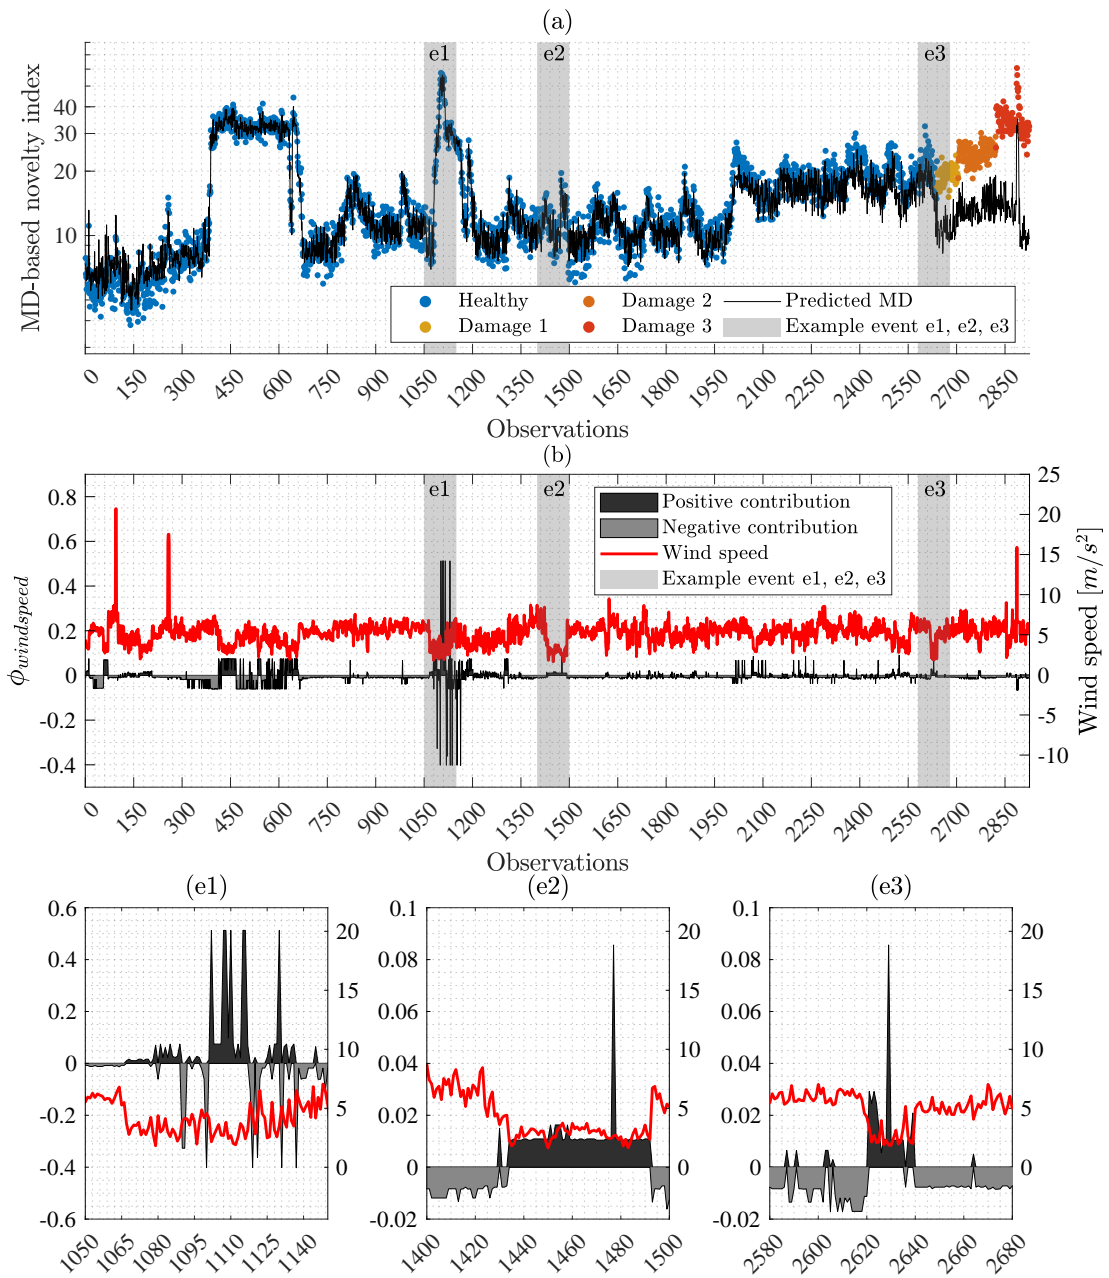 (a)
MD-based novelty index
40
30
20
10
e1
e2
e3
Healthy
Damage 1
Damage 2
Damage 3
Predicted MD
Example event e1, e2, e3
0 150 300 450 600 750 900 1050 1200 1350 1500 1650 1800 1950 2100 2250 2400 2550 2700 2850
Observations
(b)
ϕwindspeed
0.8
0.6
0.4
0.2
0
-0.2
-0.4
e1
e2
e3
Positive contribution
Negative contribution
Wind speed
Example event e1, e2, e3
25
20
15
10
5
0
-5
-10
Wind speed [m/s²]
0 150 300 450 600 750 900 1050 1200 1350 1500 1650 1800 1950 2100 2250 2400 2550 2700 2850
Observations
(e1)
0.6
0.4
0.2
0
-0.2
-0.4
-0.6
20
15
10
5
0
1050 1065 1080 1095 1110 1125 1140
(e2)
0.1
0.08
0.06
0.04
0.02
0
-0.02
20
15
10
5
0
1400 1420 1440 1460 1480 1500
(e3)
0.1
0.08
0.06
0.04
0.02
0
-0.02
20
15
10
5
0
2580 2600 2620 2640 2660 2680